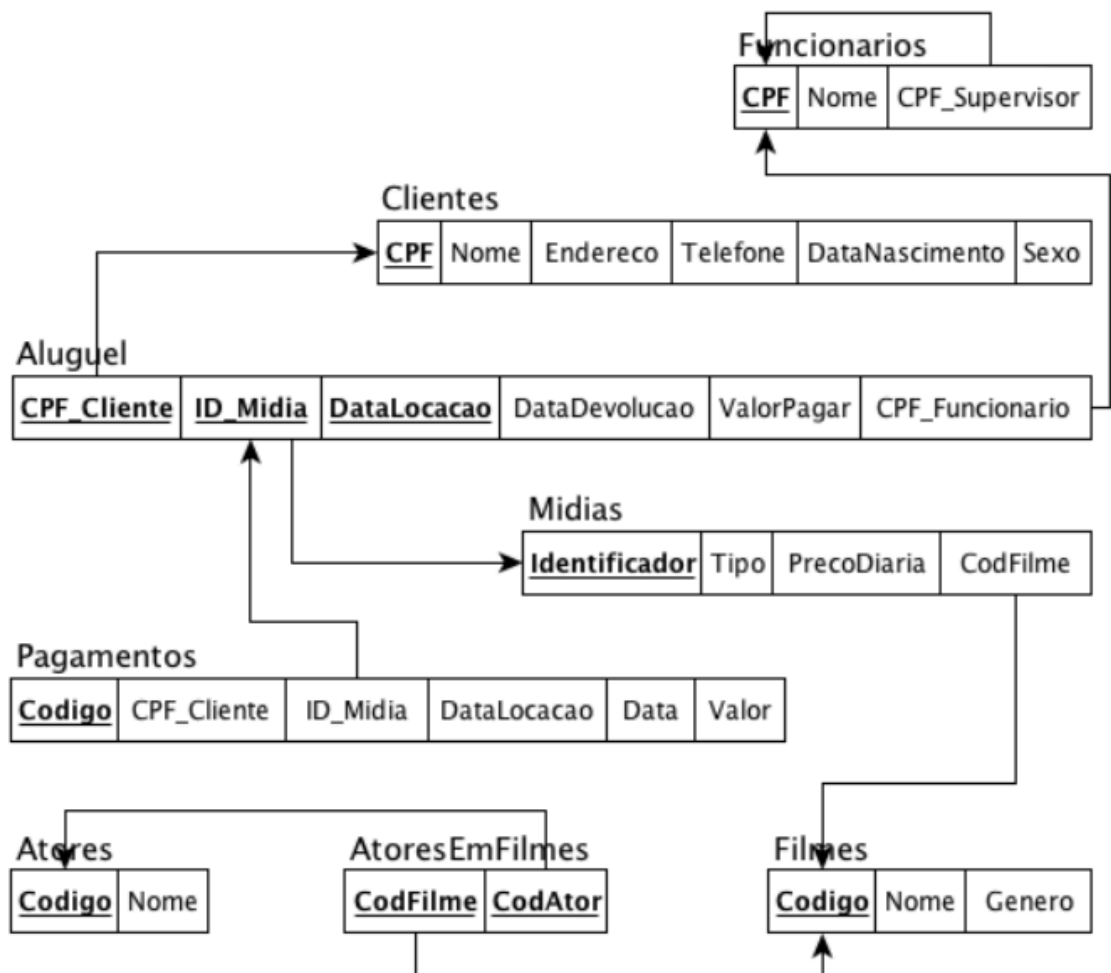 Funcionarios
CPF Nome CPF_Supervisor
Clientes
CPF Nome Endereco Telefone DataNascimento Sexo
Aluguel
CPF_Cliente ID_Midia DataLocacao DataDevolucao ValorPagar CPF_Funcionario
Midias
Identificador Tipo PrecoDiaria CodFilme
Pagamentos
Codigo CPF_Cliente ID_Midia DataLocacao Data Valor
Atores AtoresEmFilmes Filmes
Codigo Nome CodFilme CodAtor Codigo Nome Genero